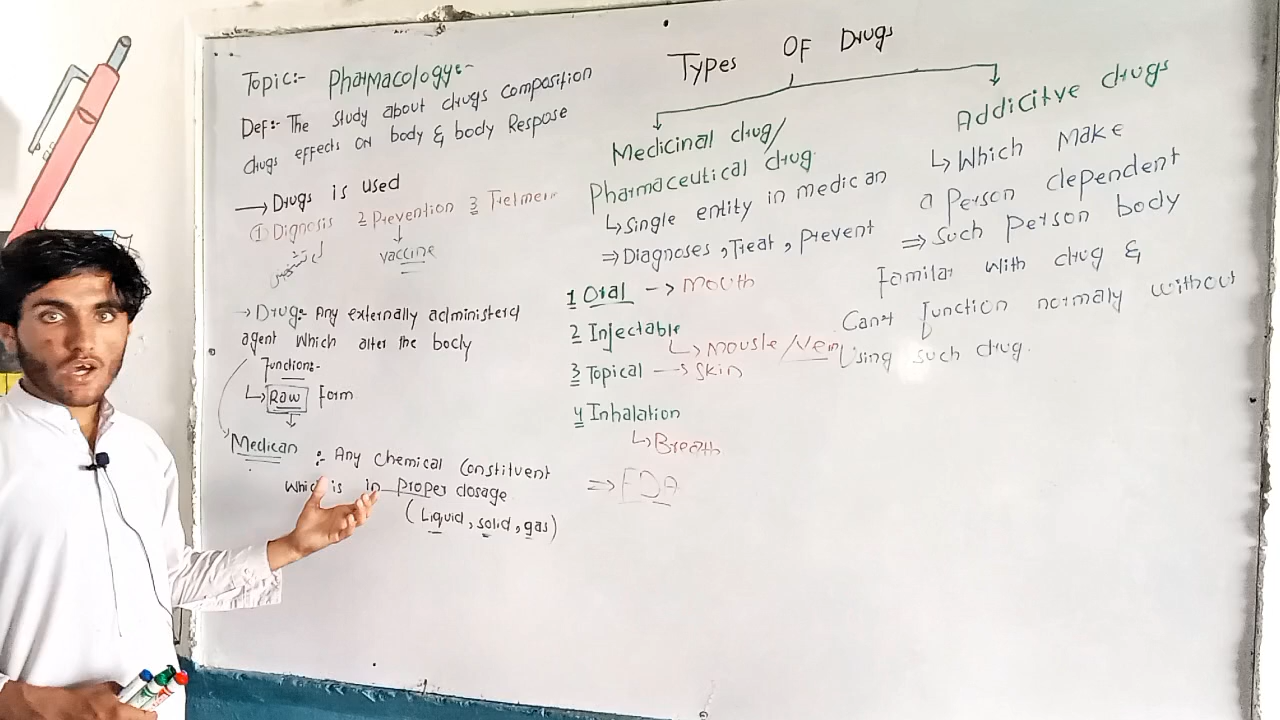 Topic:- Pharmacology:-
Def:- The study about drugs composition
drugs effects on body & body Respose
→ Drugs is used
① Dignosis 2 Prevention 3
تشخیص
vaccine
→ Drug:- Any externally administerd
agent which alter the body
Function:-
↳ Raw form
Medican :- Any chemical Constituent
which is in proper dosage
(Liquid, solid, gas)
Types OF Drugs
Medicinal drug/
Pharmaceutical drug.
↳ Single entity in medican
⇒ Diagnoses, Treat, Prevent
1 Oral --> Mouth
2 Injectable
↳ Mousle/Vein
3 Topical → Skin
4 Inhalation
↳ Breath
⇒ FDA
Addicitve drugs
↳ Which Make
a Person dependent
⇒ Such Person body
Familar with drug &
Can't function normaly without
Using such drug.